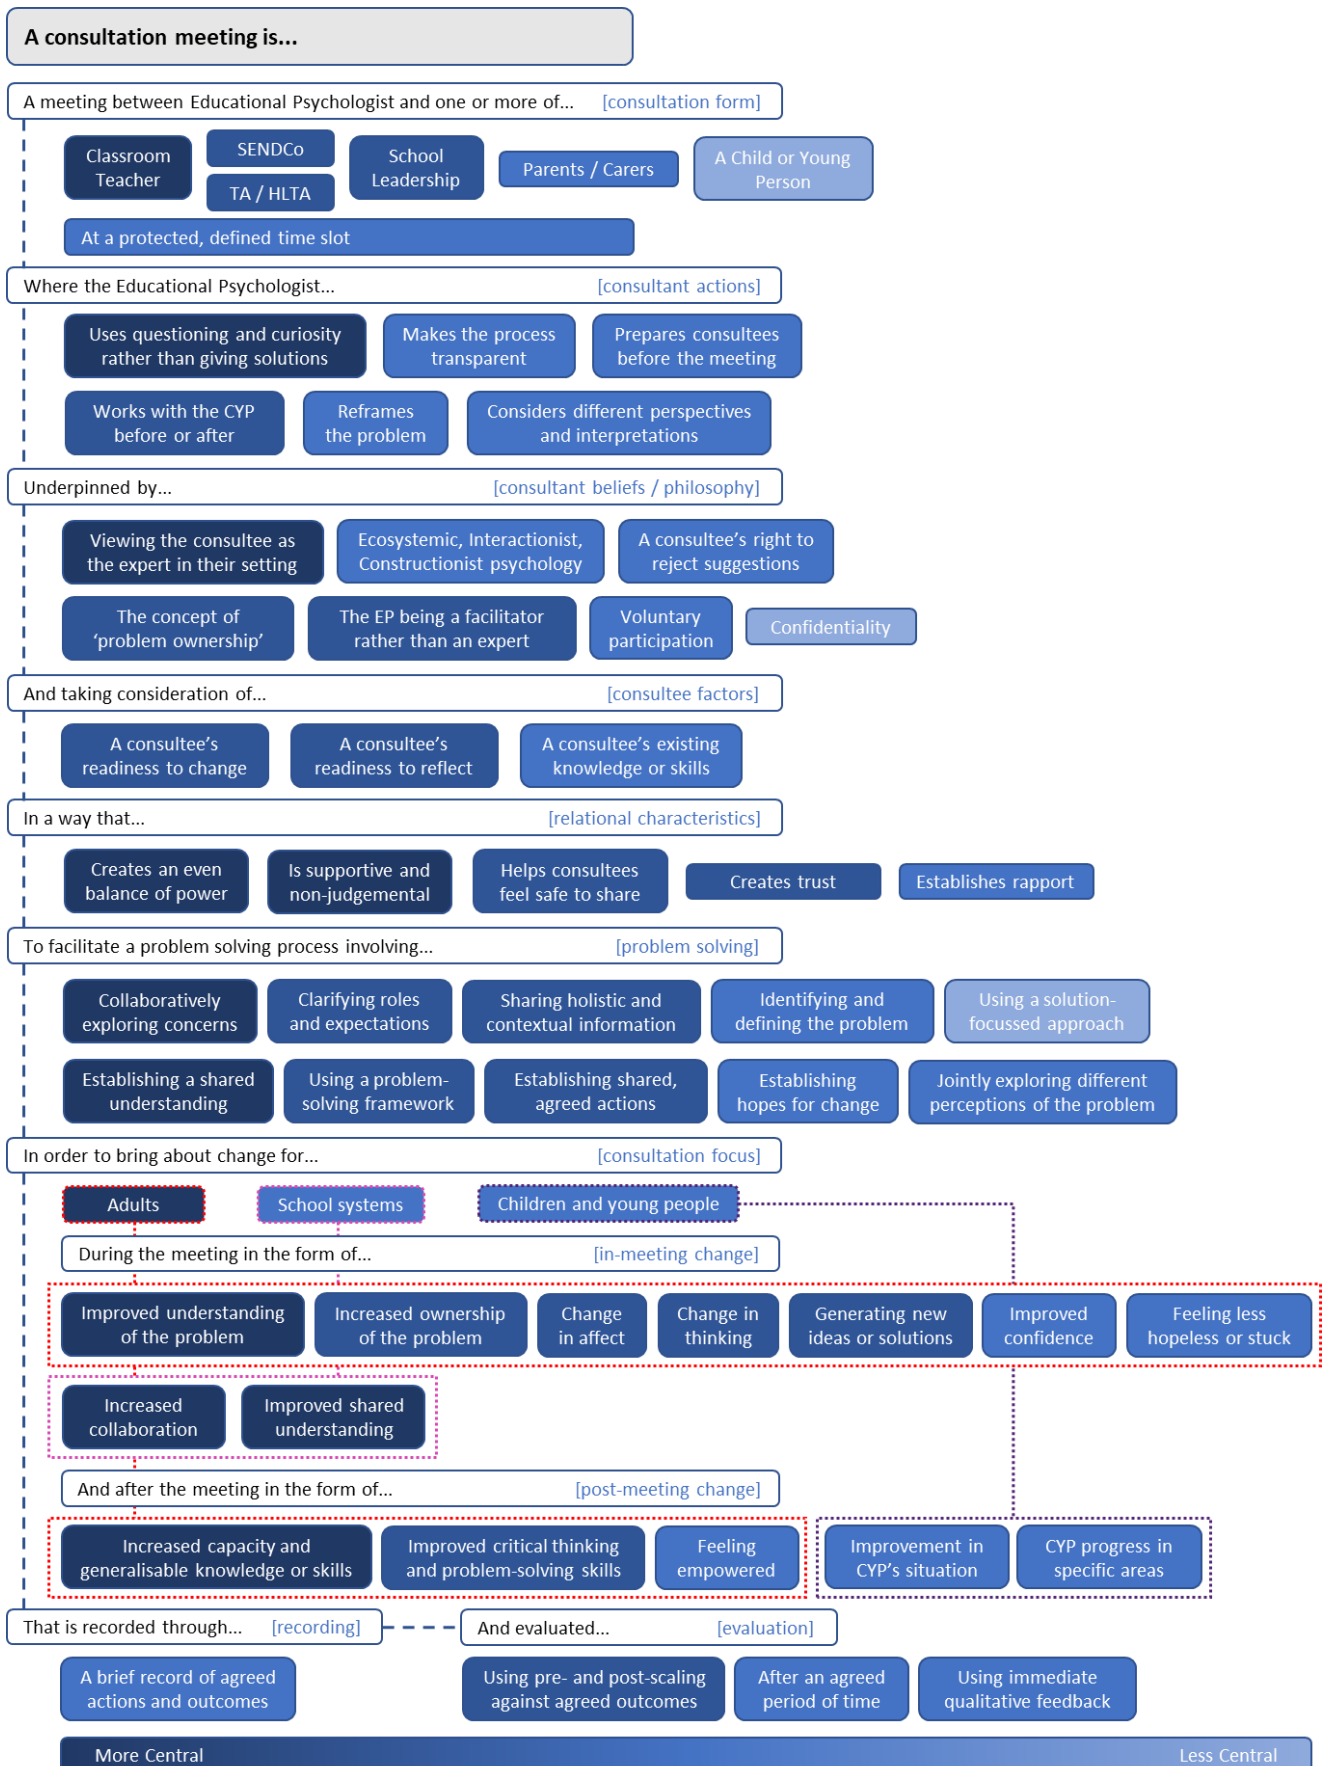 A consultation meeting is...
A meeting between Educational Psychologist and one or more of... [consultation form]
Classroom
Teacher
SENDCo
TA / HLTA
School
Leadership
Parents / Carers
A Child or Young
Person
At a protected, defined time slot
Where the Educational Psychologist... [consultant actions]
Uses questioning and curiosity
rather than giving solutions
Makes the process
transparent
Prepares consultees
before the meeting
Works with the CYP
before or after
Reframes
the problem
Considers different perspectives
and interpretations
Underpinned by... [consultant beliefs / philosophy]
Viewing the consultee as
the expert in their setting
Ecosystemic, Interactionist,
Constructionist psychology
A consultee’s right to
reject suggestions
The concept of
‘problem ownership’
The EP being a facilitator
rather than an expert
Voluntary
participation
Confidentiality
And taking consideration of... [consultee factors]
A consultee’s
readiness to change
A consultee’s
readiness to reflect
A consultee’s existing
knowledge or skills
In a way that... [relational characteristics]
Creates an even
balance of power
Is supportive and
non-judgemental
Helps consultees
feel safe to share
Creates trust
Establishes rapport
To facilitate a problem solving process involving... [problem solving]
Collaboratively
exploring concerns
Clarifying roles
and expectations
Sharing holistic and
contextual information
Identifying and
defining the problem
Using a solution-
focussed approach
Establishing a shared
understanding
Using a problem-
solving framework
Establishing shared,
agreed actions
Establishing
hopes for change
Jointly exploring different
perceptions of the problem
In order to bring about change for... [consultation focus]
Adults
School systems
Children and young people
During the meeting in the form of... [in-meeting change]
Improved understanding
of the problem
Increased ownership
of the problem
Change
in affect
Change in
thinking
Generating new
ideas or solutions
Improved
confidence
Feeling less
hopeless or stuck
Increased
collaboration
Improved shared
understanding
And after the meeting in the form of... [post-meeting change]
Increased capacity and
generalisable knowledge or skills
Improved critical thinking
and problem-solving skills
Feeling
empowered
Improvement in
CYP’s situation
CYP progress in
specific areas
That is recorded through... [recording]
And evaluated... [evaluation]
A brief record of agreed
actions and outcomes
Using pre- and post-scaling
against agreed outcomes
After an agreed
period of time
Using immediate
qualitative feedback
More Central
Less Central